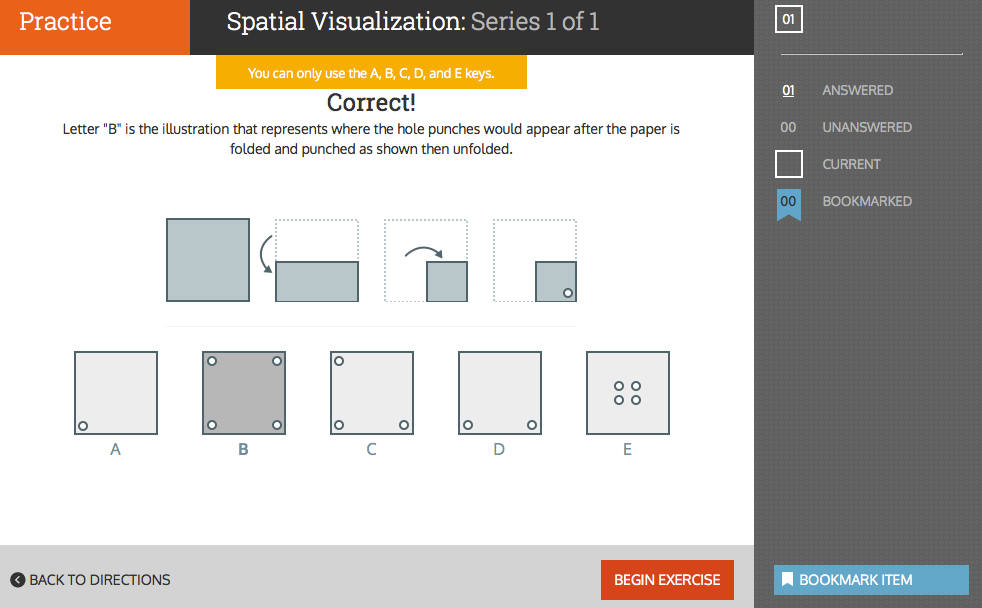 Practice
Spatial Visualization: Series 1 of 1
You can only use the A, B, C, D, and E keys.
Correct!
Letter "B" is the illustration that represents where the hole punches would appear after the paper is
folded and punched as shown then unfolded.
A
B
C
D
E
BACK TO DIRECTIONS
BEGIN EXERCISE
01
01 ANSWERED
00 UNANSWERED
CURRENT
00 BOOKMARKED
BOOKMARK ITEM